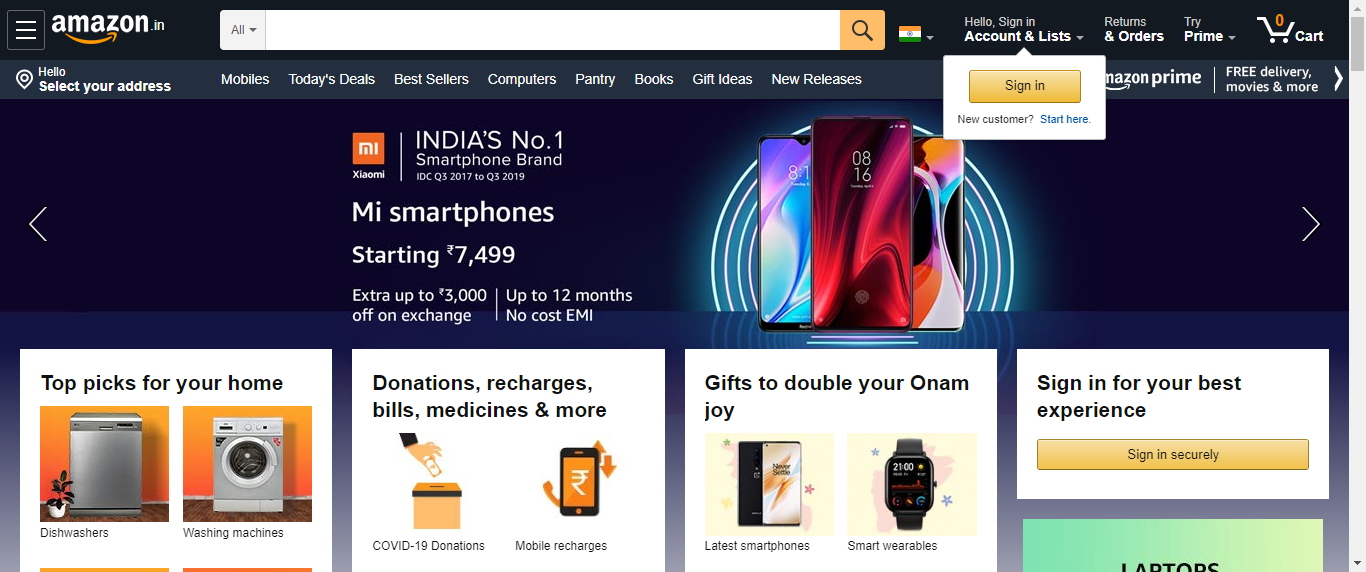 amazon.in
All
Hello, Sign in
Account & Lists
Returns
& Orders
Try
Prime
0
Cart
Hello
Select your address
Mobiles
Today's Deals
Best Sellers
Computers
Pantry
Books
Gift Ideas
New Releases
Sign in
New customer? Start here.
mazon prime
FREE delivery,
movies & more
mi
Xiaomi
INDIA'S No.1
Smartphone Brand
IDC Q3 2017 to Q3 2019
Mi smartphones
Starting ₹7,499
Extra up to ₹3,000
off on exchange
Up to 12 months
No cost EMI
08
16
Top picks for your home
Dishwashers
Washing machines
Donations, recharges,
bills, medicines & more
₹
COVID-19 Donations
Mobile recharges
Gifts to double your Onam
joy
Never
Settle
Latest smartphones
21:00
Smart wearables
Sign in for your best
experience
Sign in securely
LAPTOPS